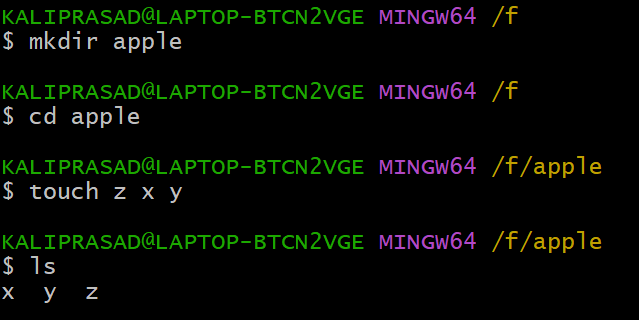 KALIPRASAD@LAPTOP-BTCN2VGE MINGW64 /f
$ mkdir apple
KALIPRASAD@LAPTOP-BTCN2VGE MINGW64 /f
$ cd apple
KALIPRASAD@LAPTOP-BTCN2VGE MINGW64 /f/apple
$ touch z x y
KALIPRASAD@LAPTOP-BTCN2VGE MINGW64 /f/apple
$ ls
x  y  z